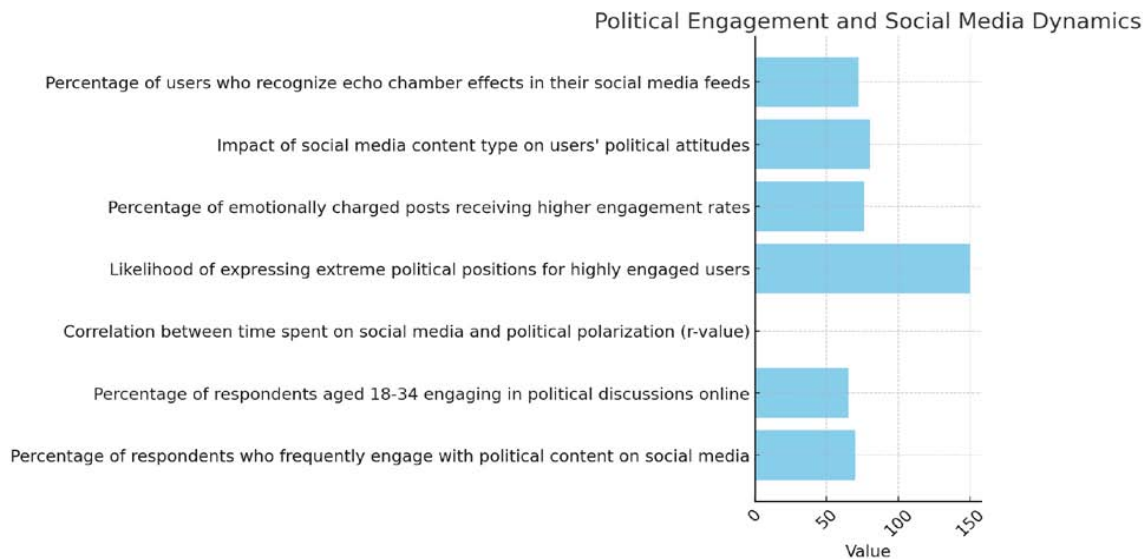 Political Engagement and Social Media Dynamics
Percentage of users who recognize echo chamber effects in their social media feeds
Impact of social media content type on users' political attitudes
Percentage of emotionally charged posts receiving higher engagement rates
Likelihood of expressing extreme political positions for highly engaged users
Correlation between time spent on social media and political polarization (r-value)
Percentage of respondents aged 18-34 engaging in political discussions online
Percentage of respondents who frequently engage with political content on social media
0 50 100 150
Value